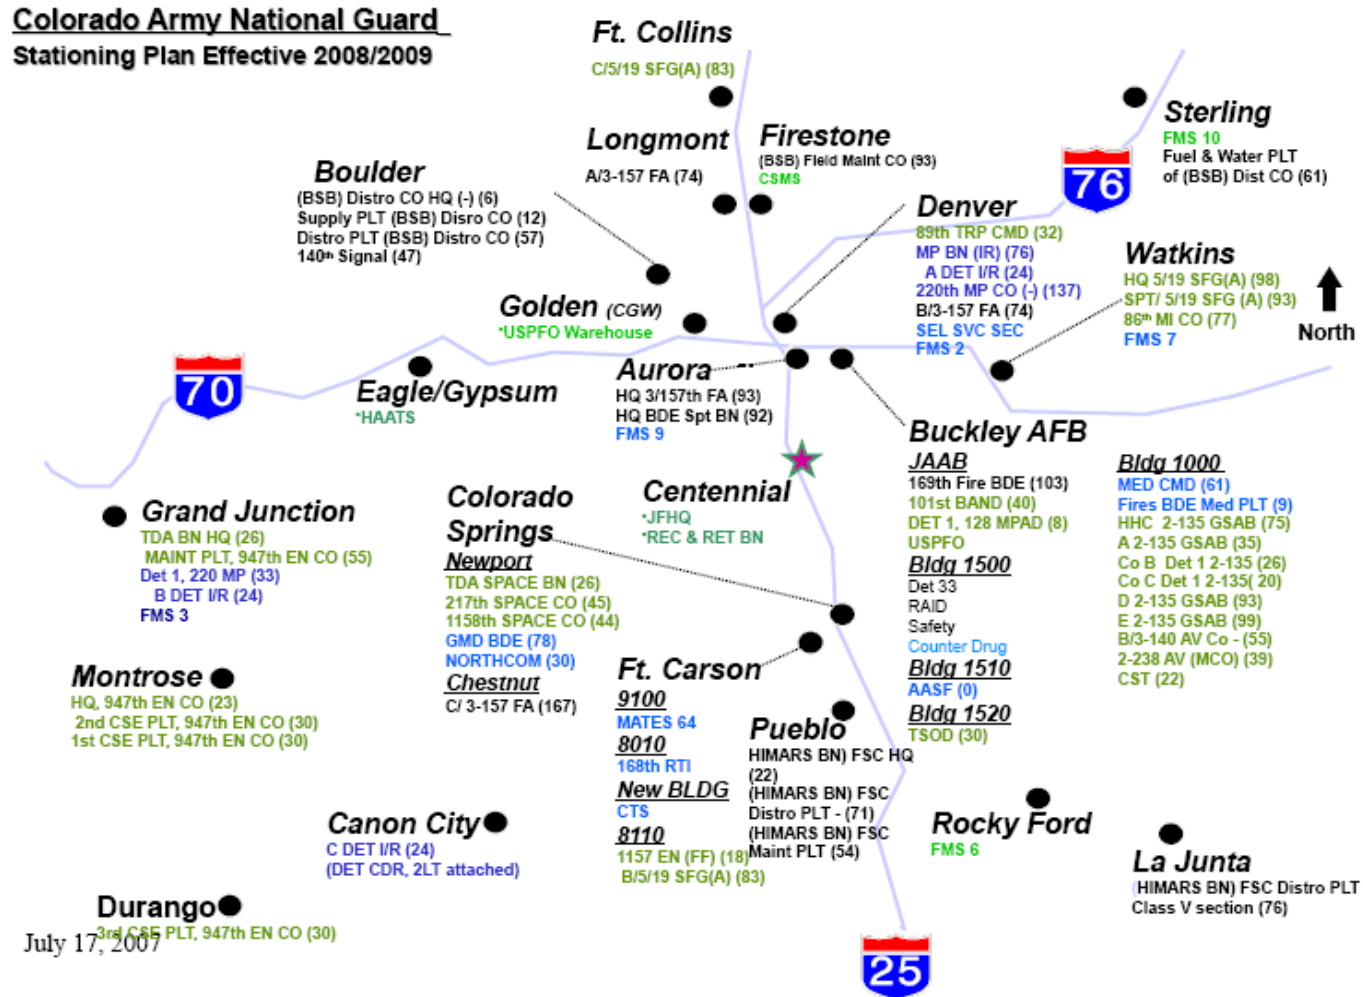 Colorado Army National Guard
Stationing Plan Effective 2008/2009
Ft. Collins
C/5/19 SFG(A) (83)
Longmont
A/3-157 FA (74)
Firestone
(BSB) Field Maint CO (93)
CSMS
Sterling
FMS 10
Fuel & Water PLT
of (BSB) Dist CO (61)
76
Boulder
(BSB) Distro CO HQ (-) (6)
Supply PLT (BSB) Disro CO (12)
Distro PLT (BSB) Distro CO (57)
140th Signal (47)
Denver
89th TRP CMD (32)
MP BN (IR) (76)
A DET I/R (24)
220th MP CO (-) (137)
B/3-157 FA (74)
SEL SVC SEC
FMS 2
Watkins
HQ 5/19 SFG(A) (98)
SPT/ 5/19 SFG (A) (93)
86th MI CO (77)
FMS 7
North
Golden (CGW)
*USPFO Warehouse
70
Eagle/Gypsum
*HAATS
Aurora
HQ 3/157th FA (93)
HQ BDE Spt BN (92)
FMS 9
Buckley AFB
JAAB
169th Fire BDE (103)
101st BAND (40)
DET 1, 128 MPAD (8)
USPFO
Bldg 1500
Det 33
RAID
Safety
Counter Drug
Bldg 1510
AASF (0)
Bldg 1520
TSOD (30)
Bldg 1000
MED CMD (61)
Fires BDE Med PLT (9)
HHC 2-135 GSAB (75)
A 2-135 GSAB (35)
Co B Det 1 2-135 (26)
Co C Det 1 2-135( 20)
D 2-135 GSAB (93)
E 2-135 GSAB (99)
B/3-140 AV Co - (55)
2-238 AV (MCO) (39)
CST (22)
Grand Junction
TDA BN HQ (26)
MAINT PLT, 947th EN CO (55)
Det 1, 220 MP (33)
B DET I/R (24)
FMS 3
Colorado
Springs
Newport
TDA SPACE BN (26)
217th SPACE CO (45)
1158th SPACE CO (44)
GMD BDE (78)
NORTHCOM (30)
Chestnut
C/ 3-157 FA (167)
Centennial
*JFHQ
*REC & RET BN
Montrose
HQ, 947th EN CO (23)
2nd CSE PLT, 947th EN CO (30)
1st CSE PLT, 947th EN CO (30)
Ft. Carson
9100
MATES 64
8010
168th RTI
New BLDG
CTS
8110
1157 EN (FF) (18)
B/5/19 SFG(A) (83)
Pueblo
HIMARS BN) FSC HQ
(22)
(HIMARS BN) FSC
Distro PLT - (71)
(HIMARS BN) FSC
Maint PLT (54)
Canon City
C DET I/R (24)
(DET CDR, 2LT attached)
Rocky Ford
FMS 6
La Junta
(HIMARS BN) FSC Distro PLT
Class V section (76)
Durango
3rd CSE PLT, 947th EN CO (30)
July 17, 2007
25